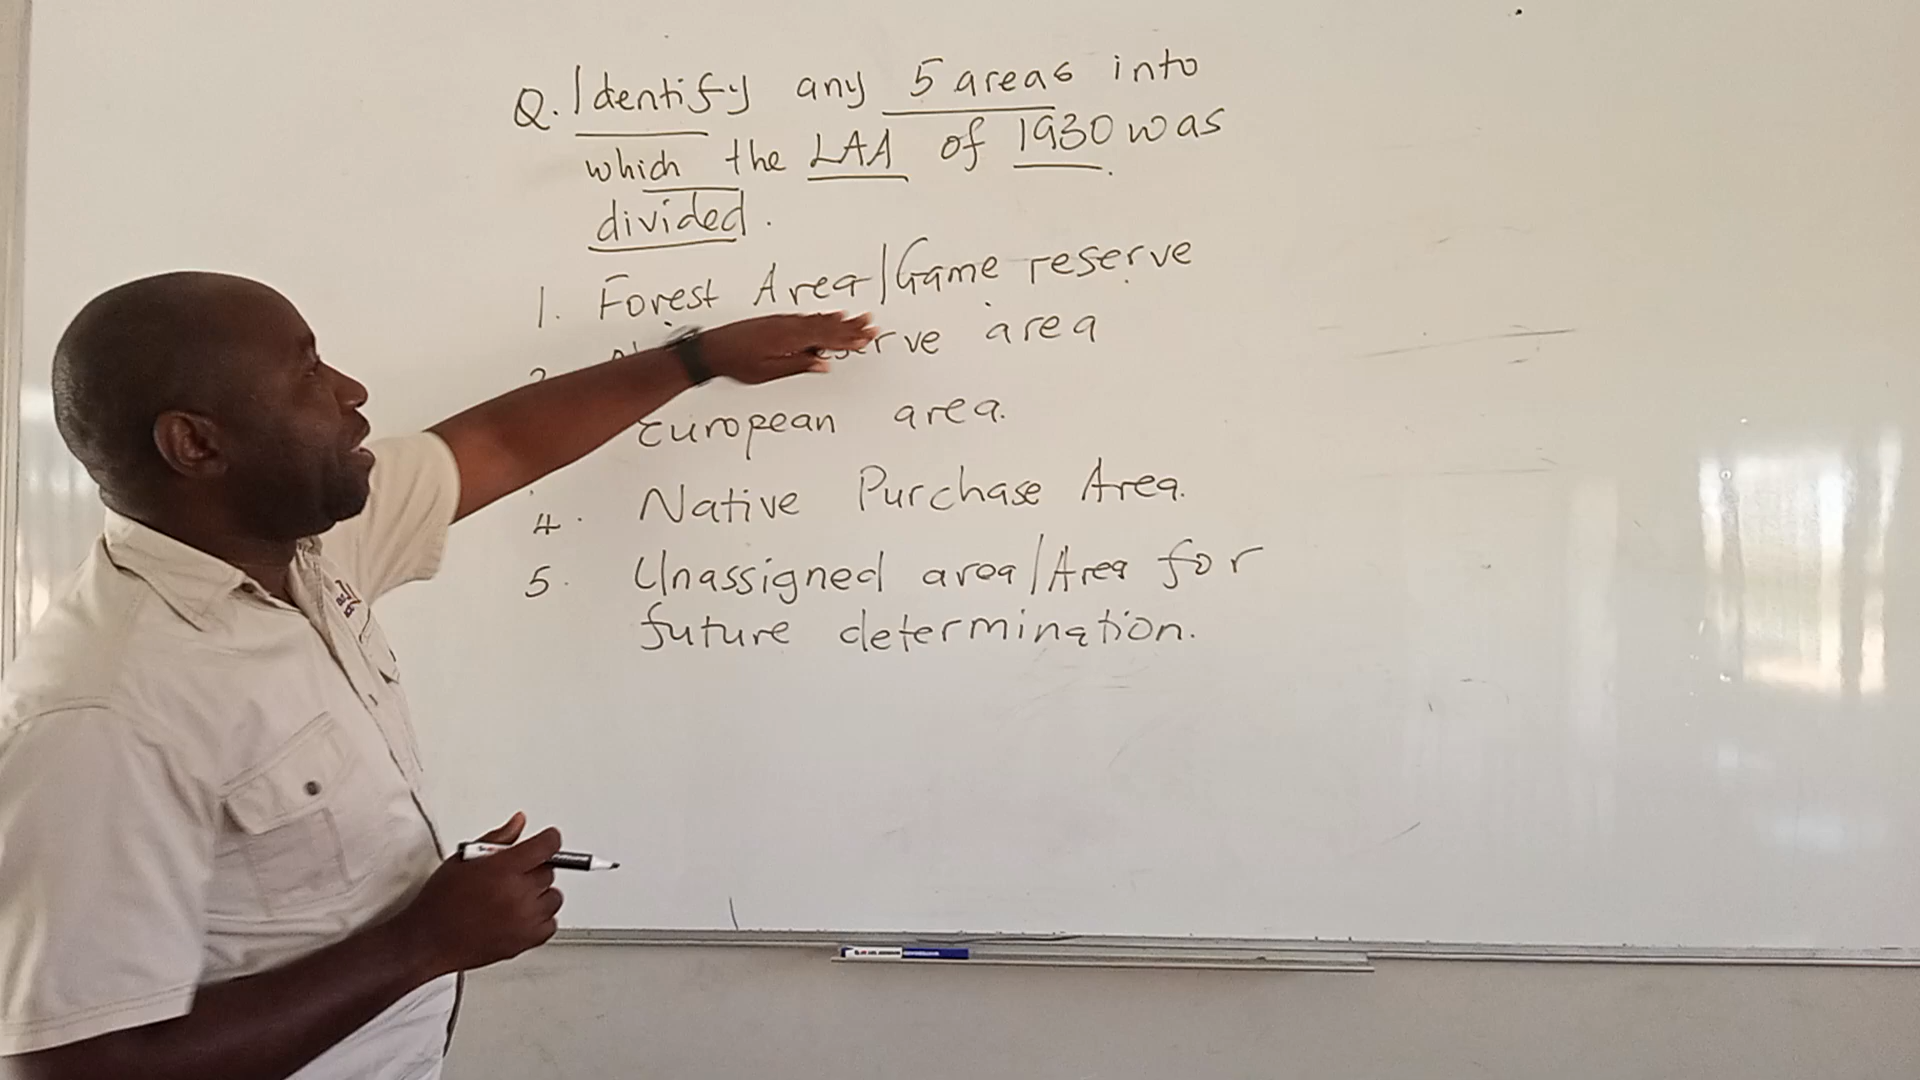 Q. Identify any 5 areas into
which the LAA of 1930 was
divided.
1. Forest Area/Game reserve
area
European area.
4. Native Purchase Area.
5. Unassigned area/Area for
future determination.